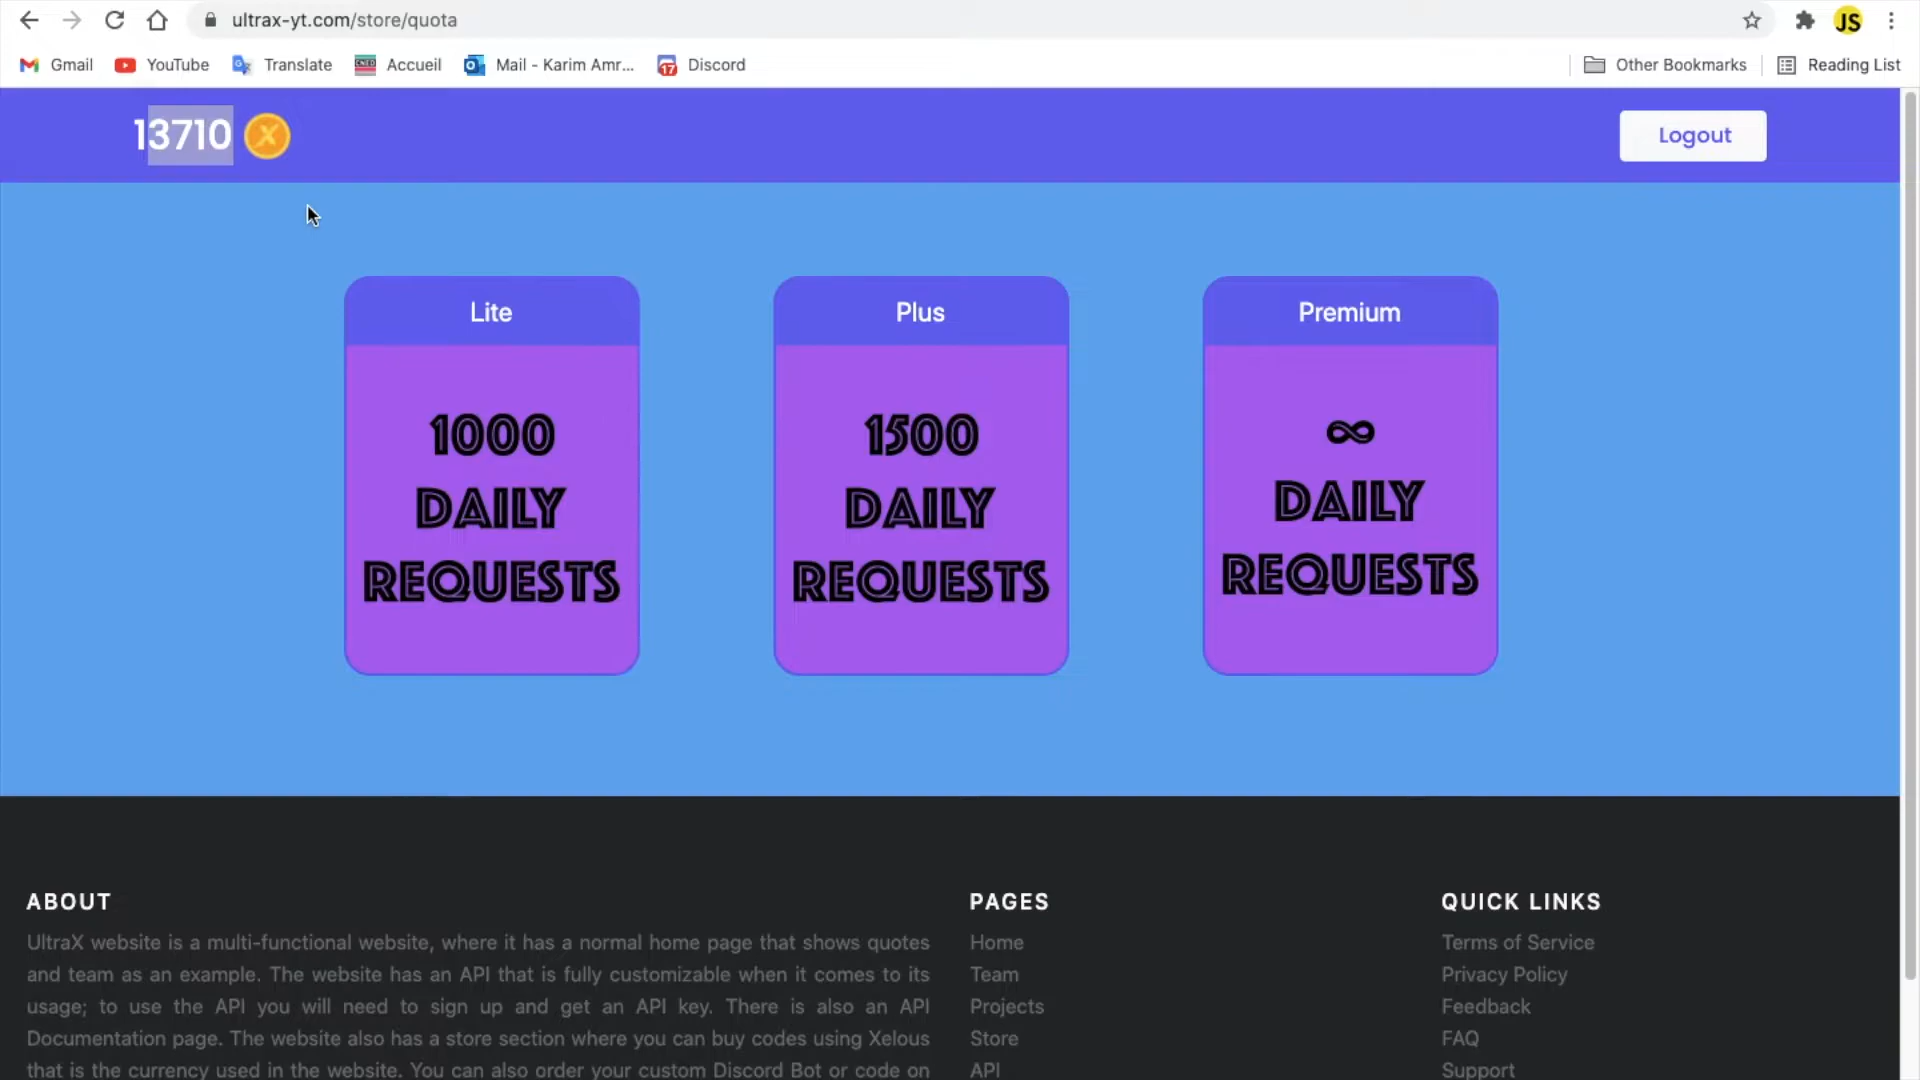 ultrax-yt.com/store/quota
JS
Gmail
YouTube
Translate
Accueil
Mail - Karim Amr...
17
Discord
Other Bookmarks
Reading List
13710
X
Logout
Lite
1000
DAILY
REQUESTS
Plus
1500
DAILY
REQUESTS
Premium
∞
DAILY
REQUESTS
ABOUT
UltraX website is a multi-functional website, where it has a normal home page that shows quotes
and team as an example. The website has an API that is fully customizable when it comes to its
usage; to use the API you will need to sign up and get an API key. There is also an API
Documentation page. The website also has a store section where you can buy codes using Xelous
that is the currency used in the website. You can also order your custom Discord Bot or code on
PAGES
Home
Team
Projects
Store
API
QUICK LINKS
Terms of Service
Privacy Policy
Feedback
FAQ
Support